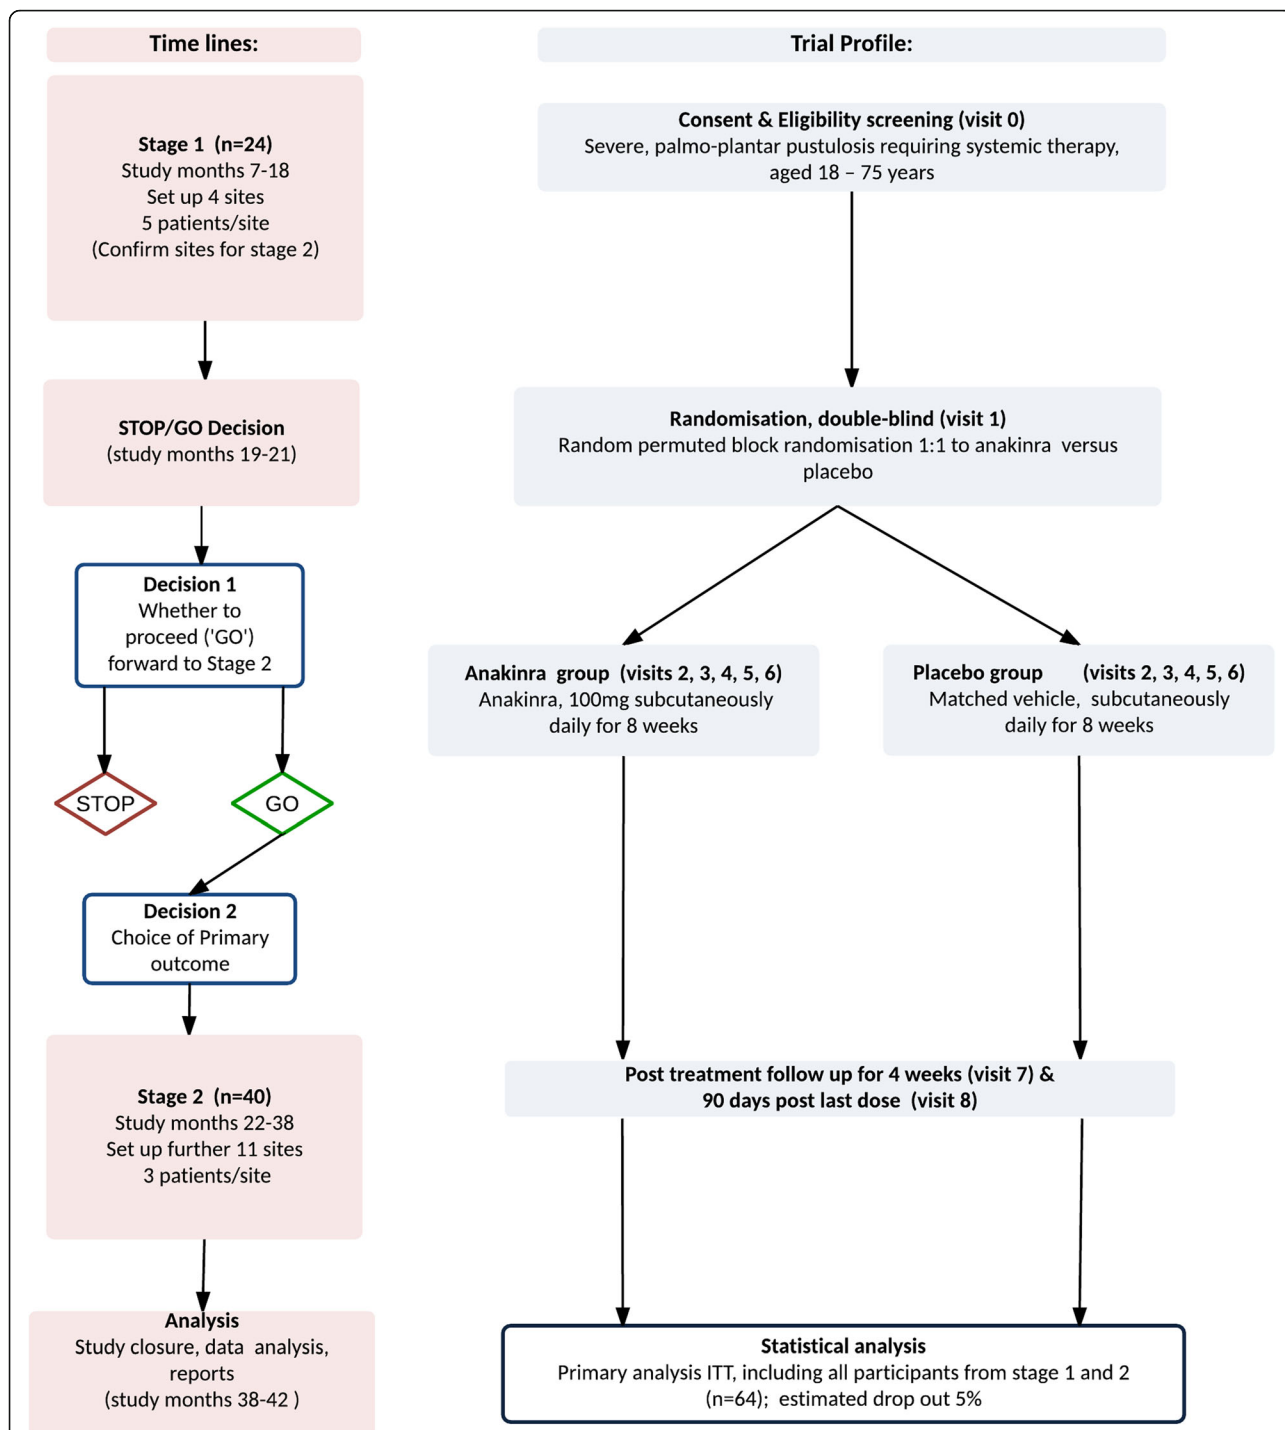 Time lines:
Stage 1  (n=24)
Study months 7-18
Set up 4 sites
5 patients/site
(Confirm sites for stage 2)
STOP/GO Decision
(study months 19-21)
Decision 1
Whether to
proceed ('GO')
forward to Stage 2
STOP
GO
Decision 2
Choice of Primary
outcome
Stage 2  (n=40)
Study months 22-38
Set up further 11 sites
3 patients/site
Analysis
Study closure, data  analysis,
reports
(study months 38-42 )
Trial Profile:
Consent & Eligibility screening (visit 0)
Severe, palmo-plantar pustulosis requiring systemic therapy,
aged 18 – 75 years
Randomisation, double-blind (visit 1)
Random permuted block randomisation 1:1 to anakinra  versus
placebo
Anakinra  group  (visits 2, 3, 4, 5, 6)
Anakinra, 100mg subcutaneously
daily for 8 weeks
Placebo group       (visits 2, 3, 4, 5, 6)
Matched vehicle,  subcutaneously
daily for 8 weeks
Post treatment follow up for 4 weeks (visit 7) &
90 days post last dose  (visit 8)
Statistical analysis
Primary analysis ITT, including all participants from stage 1 and 2
(n=64);  estimated drop out 5%